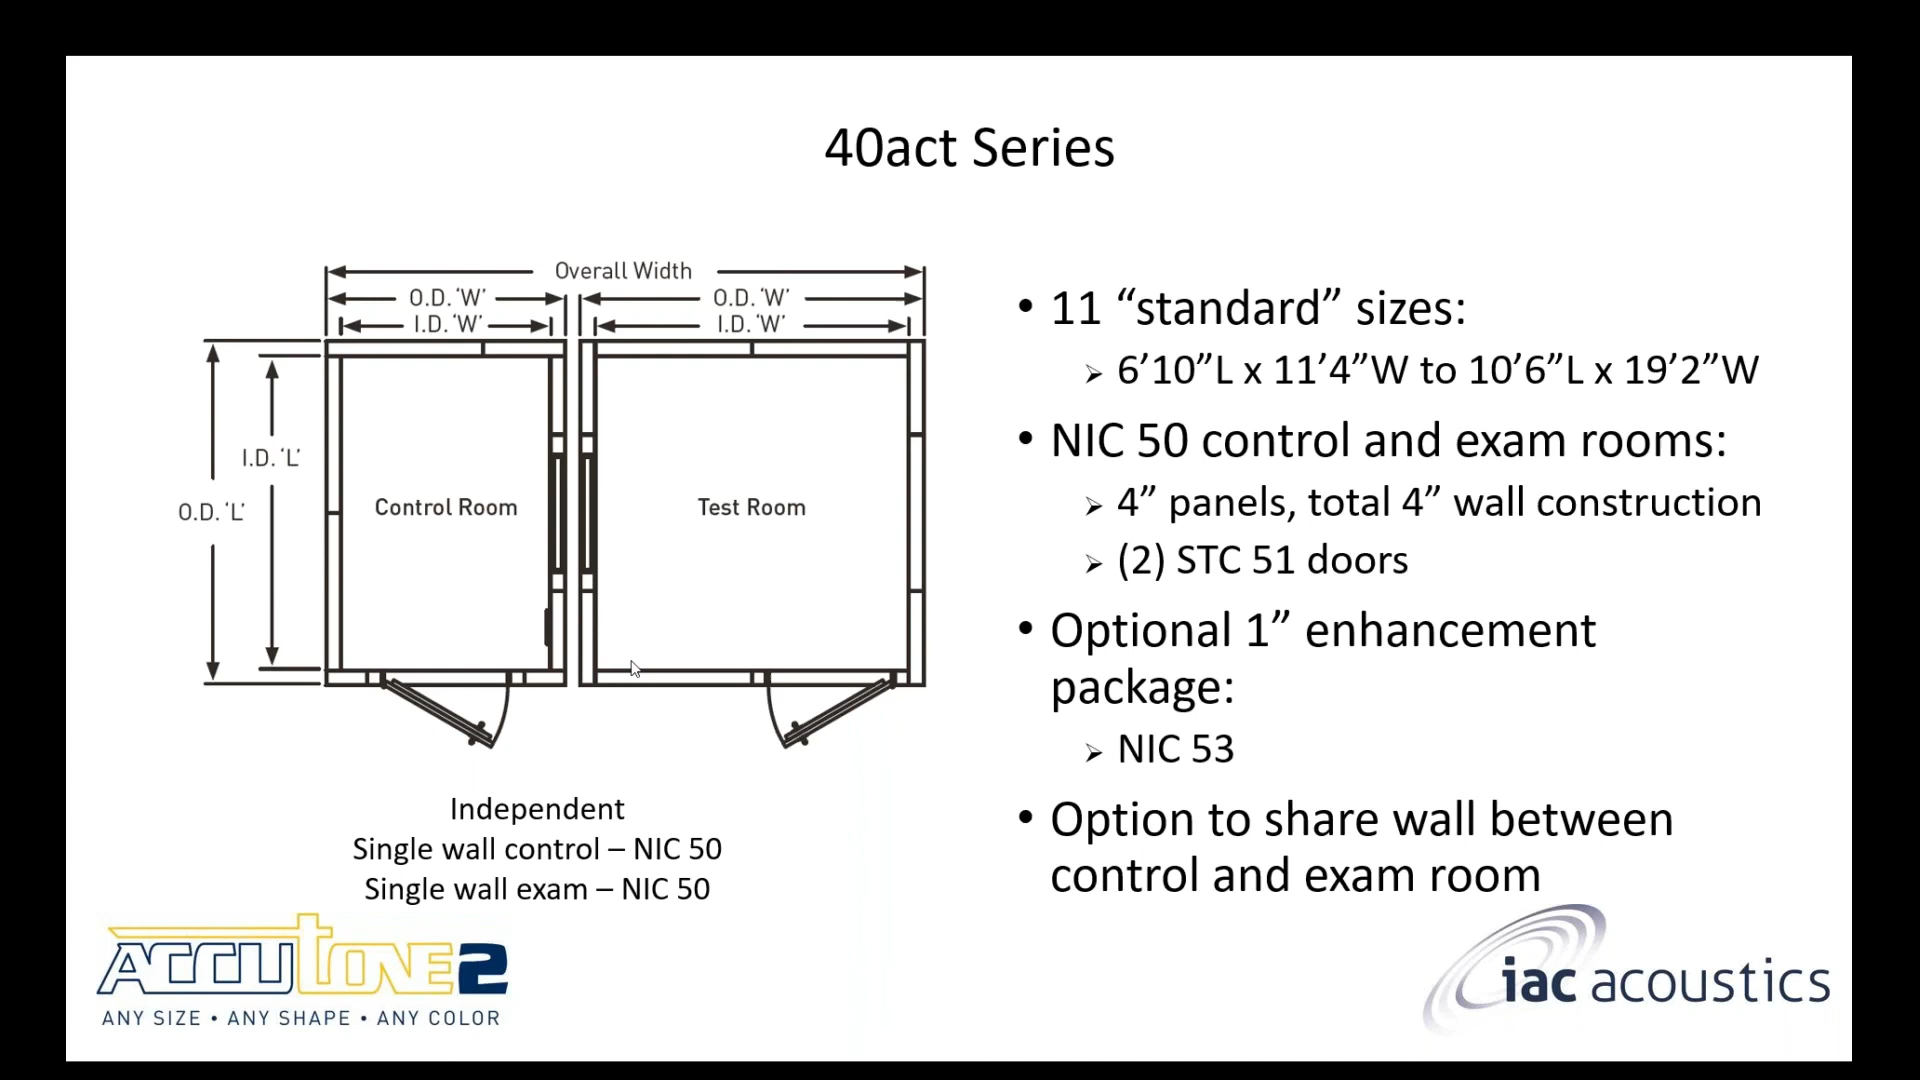 40act Series
Overall Width
O.D. ‘W’ O.D. ‘W’
I.D. ‘W’ I.D. ‘W’
I.D. ‘L’
O.D. ‘L’
Control Room
Test Room
Independent
Single wall control – NIC 50
Single wall exam – NIC 50
• 11 “standard” sizes:
➢ 6’10”L x 11’4”W to 10’6”L x 19’2”W
• NIC 50 control and exam rooms:
➢ 4” panels, total 4” wall construction
➢ (2) STC 51 doors
• Optional 1” enhancement
package:
➢ NIC 53
• Option to share wall between
control and exam room
ACCUtONE2
ANY SIZE • ANY SHAPE • ANY COLOR
iac acoustics